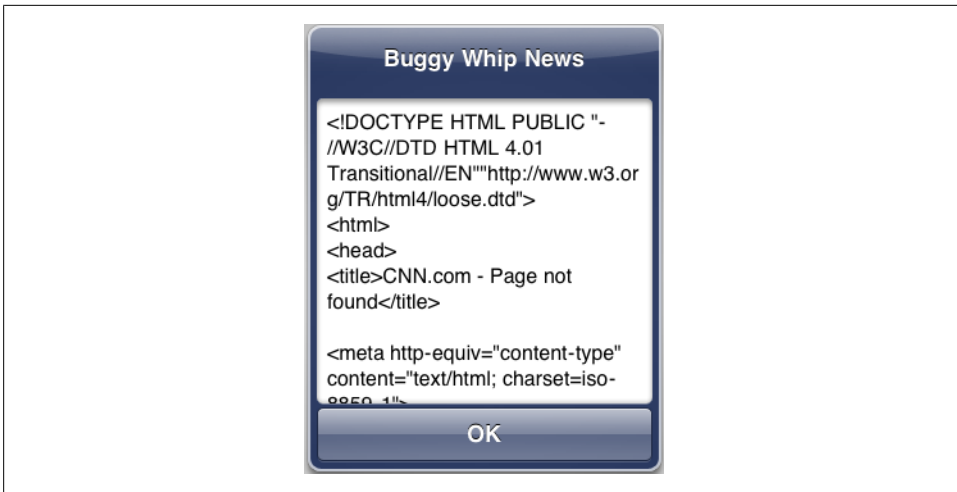 Buggy Whip News
<!DOCTYPE HTML PUBLIC "-
//W3C//DTD HTML 4.01
Transitional//EN""http://www.w3.or
g/TR/html4/loose.dtd">
<html>
<head>
<title>CNN.com - Page not
found</title>

<meta http-equiv="content-type"
content="text/html; charset=iso-
8859-1">
OK